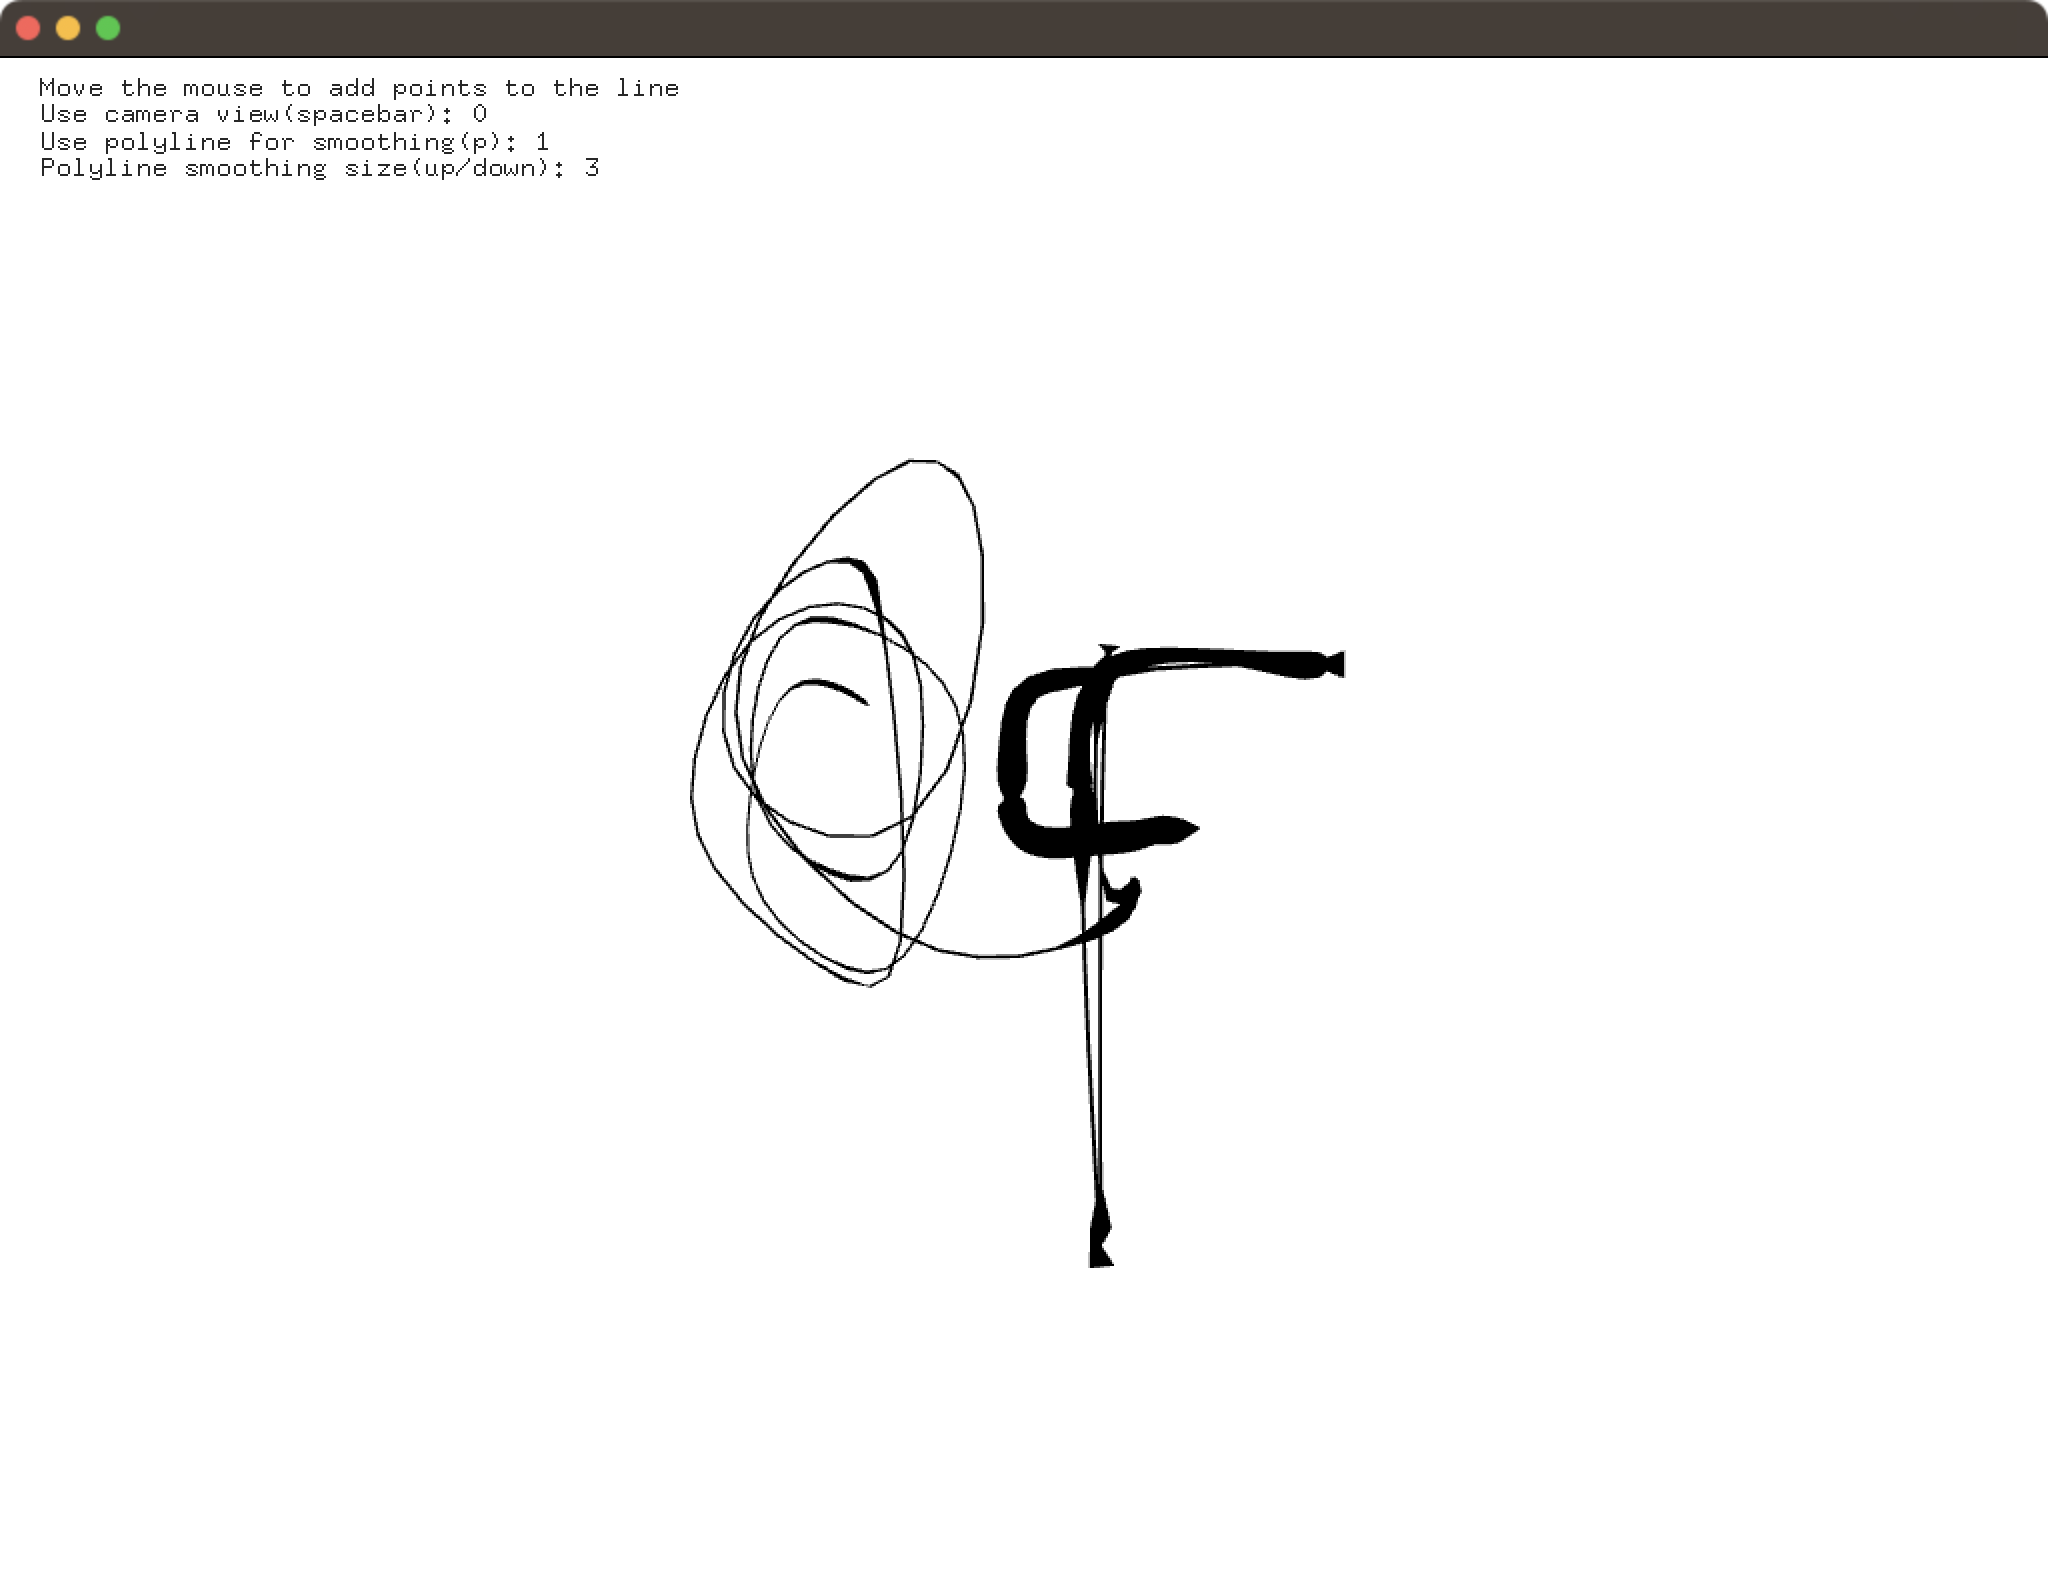 Move the mouse to add points to the line
Use camera view(spacebar): 0
Use polyline for smoothing(p): 1
Polyline smoothing size(up/down): 3